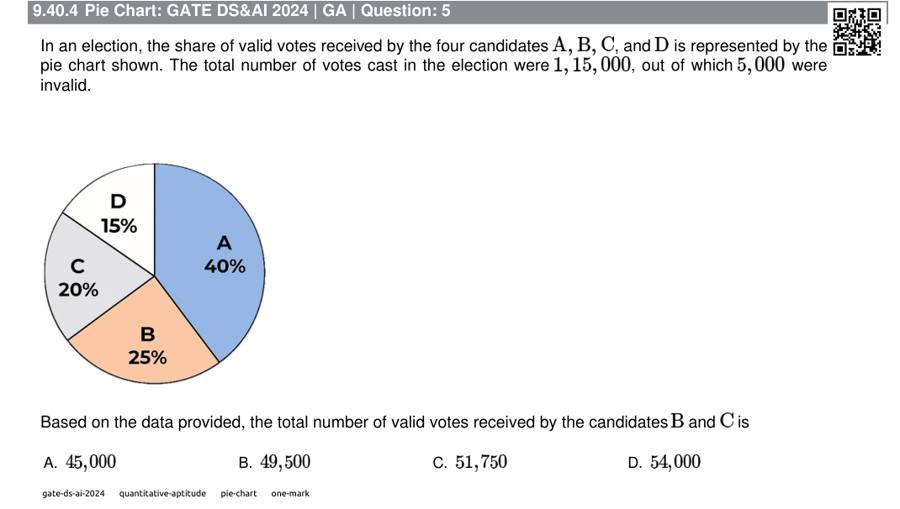 9.40.4 Pie Chart: GATE DS&AI 2024 | GA | Question: 5
In an election, the share of valid votes received by the four candidates A, B, C, and D is represented by the
pie chart shown. The total number of votes cast in the election were 1, 15, 000, out of which 5, 000 were
invalid.
D
15%
A
40%
C
20%
B
25%
Based on the data provided, the total number of valid votes received by the candidates B and C is
A. 45,000 B. 49,500 C. 51,750 D. 54,000
gate-ds-ai-2024 quantitative-aptitude pie-chart one-mark